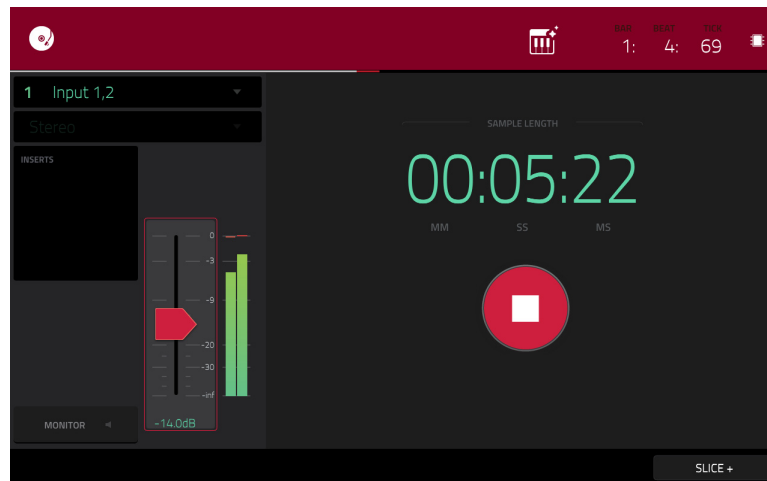 BAR BEAT TICK
1: 4: 69
1 Input 1,2
Stereo
INSERTS
SAMPLE LENGTH
00:05:22
MM SS MS
0
-3
-9
-20
-30
-inf
MONITOR
-14.0dB
SLICE +